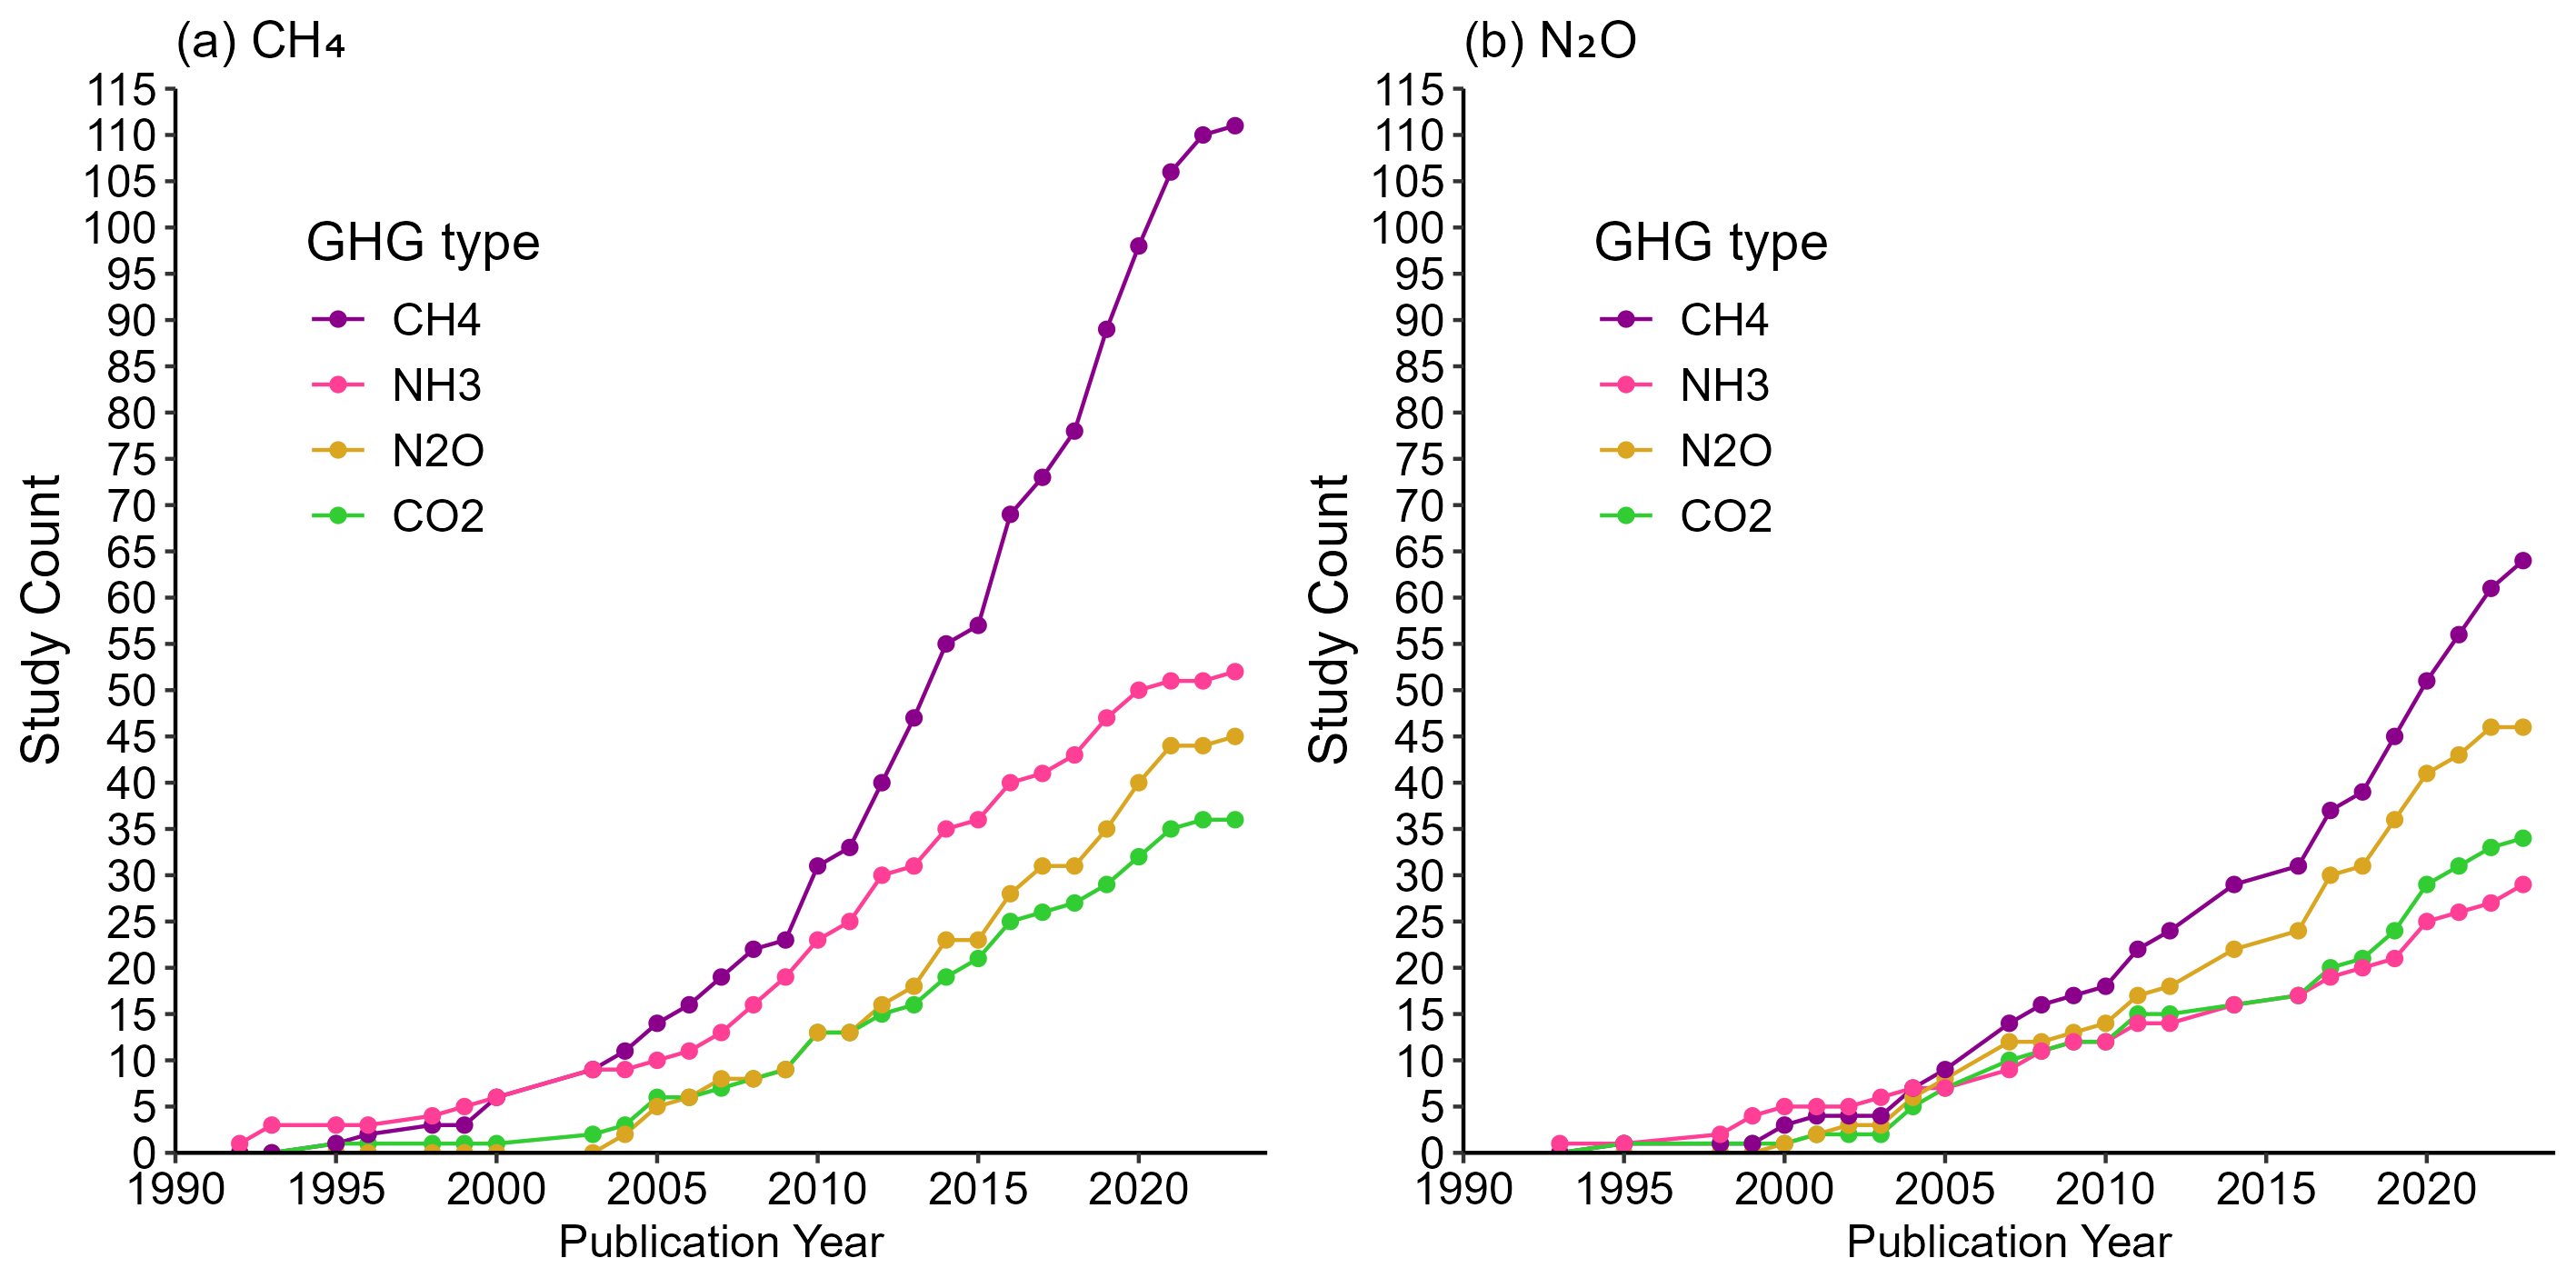 (a) CH₄
115
110
105
100
95
90
85
80
75
70
65
60
55
50
45
40
35
30
25
20
15
10
5
0
Study Count
GHG type
CH4
NH3
N2O
CO2
1990 1995 2000 2005 2010 2015 2020
Publication Year
(b) N₂O
115
110
105
100
95
90
85
80
75
70
65
60
55
50
45
40
35
30
25
20
15
10
5
0
Study Count
GHG type
CH4
NH3
N2O
CO2
1990 1995 2000 2005 2010 2015 2020
Publication Year